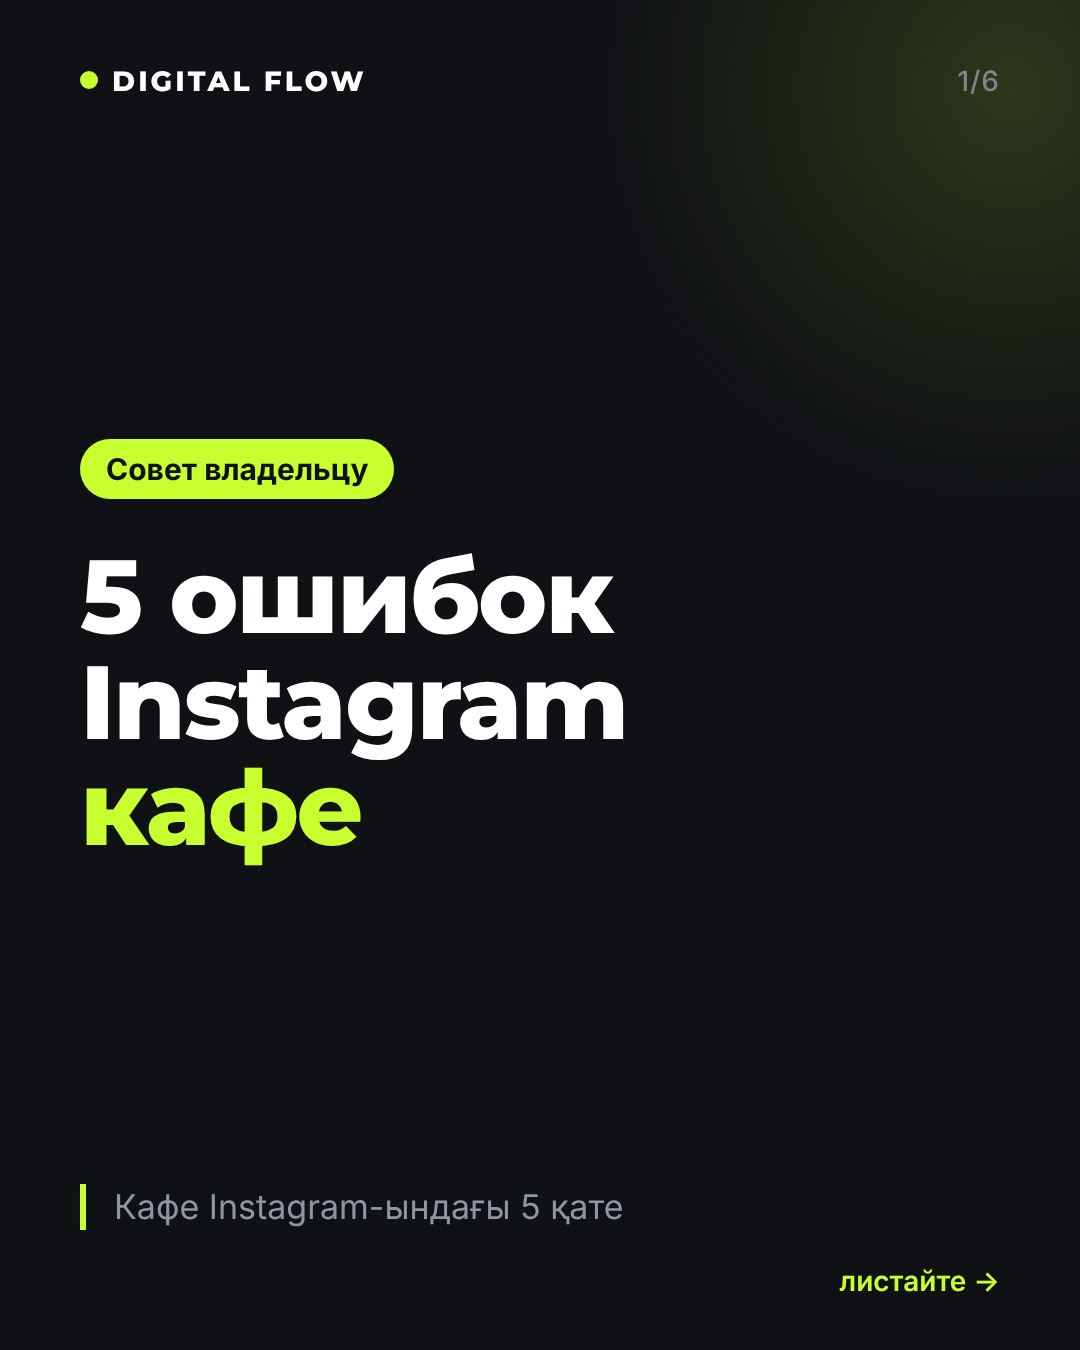 DIGITAL FLOW
1/6
Совет владельцу
5 ошибок
Instagram
кафе
Кафе Instagram-ындағы 5 қате
листайте →